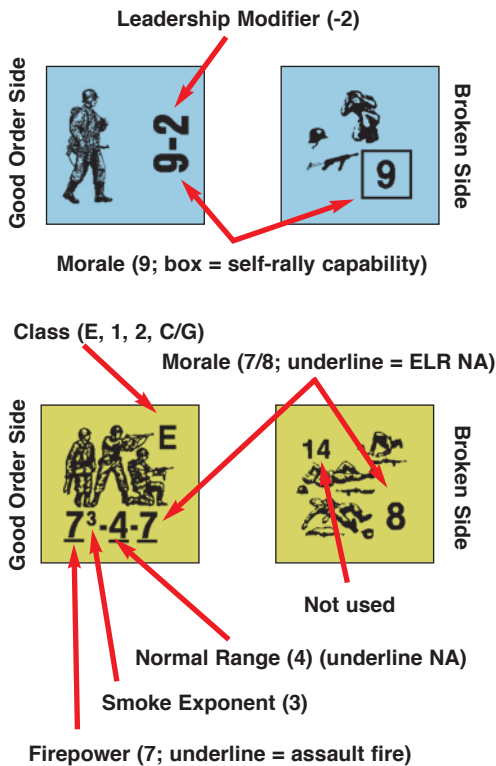 Leadership Modifier (-2)
Good Order Side
9-2
9
Broken Side
Morale (9; box = self-rally capability)
Class (E, 1, 2, C/G)
Morale (7/8; underline = ELR NA)
Good Order Side
E
7³-4-7
14
8
Broken Side
Not used
Normal Range (4) (underline NA)
Smoke Exponent (3)
Firepower (7; underline = assault fire)